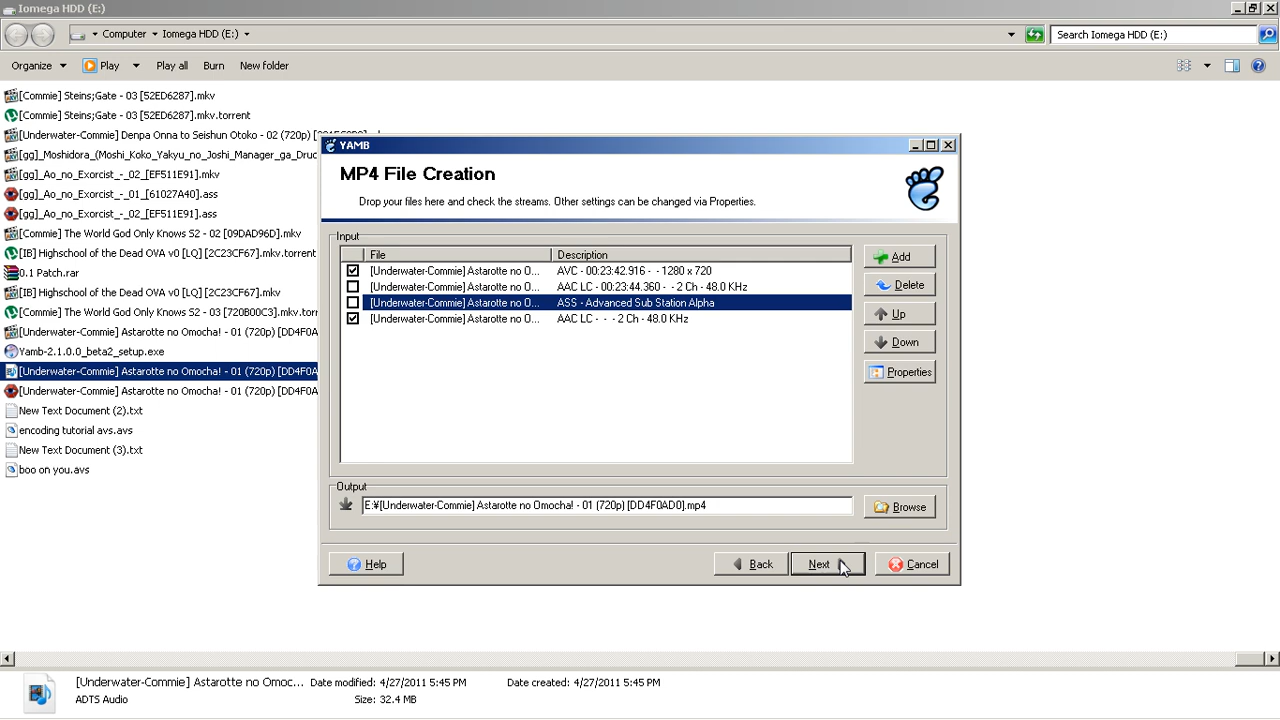 Iomega HDD (E:)
Computer Iomega HDD (E:) Search Iomega HDD (E:)
Organize Play Play all Burn New folder
[Commie] Steins;Gate - 03 [52ED6287].mkv
[Commie] Steins;Gate - 03 [52ED6287].mkv.torrent
[Underwater-Commie] Denpa Onna to Seishun Otoko - 02 (720p)
[gg]_Moshidora_(Moshi_Koko_Yakyu_no_Joshi_Manager_ga_Druc
[gg]_Ao_no_Exorcist_-_02_[EF511E91].mkv
[gg]_Ao_no_Exorcist_-_01_[61027A40].ass
[gg]_Ao_no_Exorcist_-_02_[EF511E91].ass
[Commie] The World God Only Knows S2 - 02 [09DAD96D].mkv
[IB] Highschool of the Dead OVA v0 [LQ] [2C23CF67].mkv.torrent
0.1 Patch.rar
[IB] Highschool of the Dead OVA v0 [LQ] [2C23CF67].mkv
[Commie] The World God Only Knows S2 - 03 [720B00C3].mkv.torr
[Underwater-Commie] Astarotte no Omocha! - 01 (720p) [DD4F0A
Yamb-2.1.0.0_beta2_setup.exe
[Underwater-Commie] Astarotte no Omocha! - 01 (720p) [DD4F0A
[Underwater-Commie] Astarotte no Omocha! - 01 (720p) [DD4F0A
New Text Document (2).txt
encoding tutorial avs.avs
New Text Document (3).txt
boo on you.avs
YAMB
MP4 File Creation
Drop your files here and check the streams. Other settings can be changed via Properties.
Input
File Description
[Underwater-Commie] Astarotte no O... AVC - 00:23:42.916 - - 1280 x 720
[Underwater-Commie] Astarotte no O... AAC LC - 00:23:44.360 - - 2 Ch - 48.0 KHz
[Underwater-Commie] Astarotte no O... ASS - Advanced Sub Station Alpha
[Underwater-Commie] Astarotte no O... AAC LC - - - 2 Ch - 48.0 KHz
Add
Delete
Up
Down
Properties
Output
E:¥[Underwater-Commie] Astarotte no Omocha! - 01 (720p) [DD4F0AD0].mp4
Browse
Help Back Next Cancel
[Underwater-Commie] Astarotte no Omoc... Date modified: 4/27/2011 5:45 PM Date created: 4/27/2011 5:45 PM
ADTS Audio Size: 32.4 MB